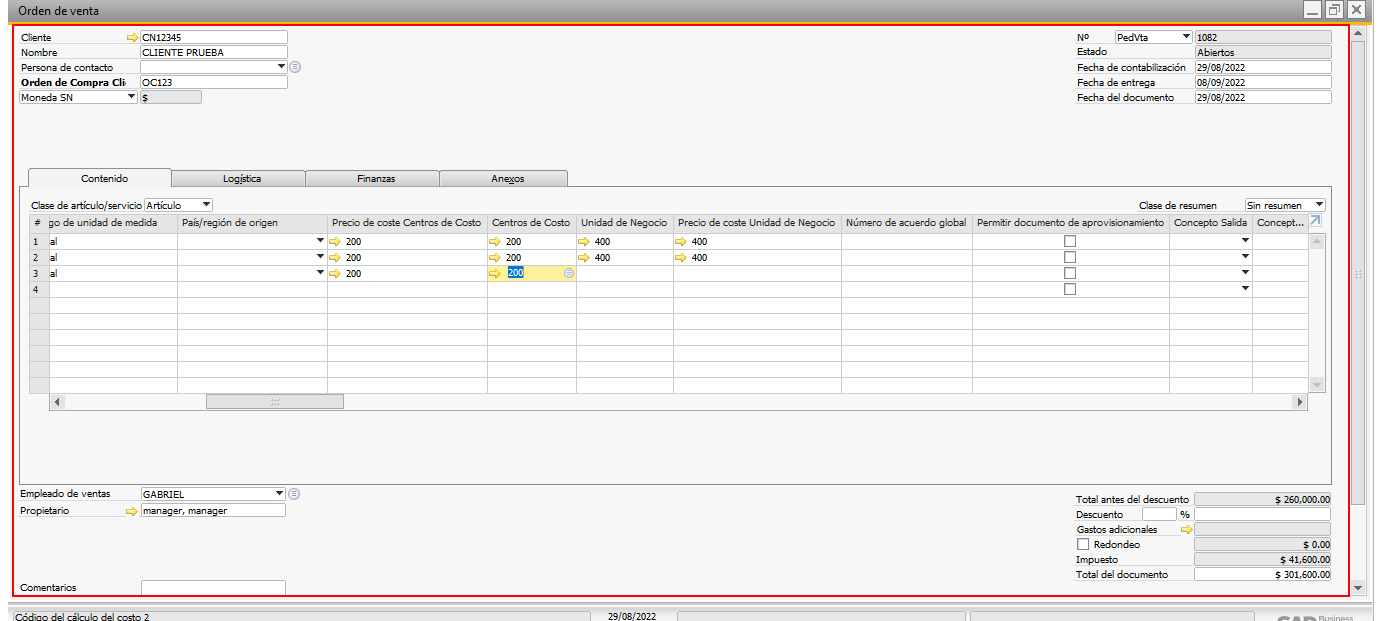 Orden de venta
Cliente CN12345 Nº PedVta 1082
Nombre CLIENTE PRUEBA Estado Abiertos
Persona de contacto Fecha de contabilización 29/08/2022
Orden de Compra Cli OC123 Fecha de entrega 08/09/2022
Moneda SN $ Fecha del documento 29/08/2022
Contenido Logística Finanzas Anexos
Clase de artículo/servicio Artículo Clase de resumen Sin resumen
# go de unidad de medida País/región de origen Precio de coste Centros de Costo Centros de Costo Unidad de Negocio Precio de coste Unidad de Negocio Número de acuerdo global Permitir documento de aprovisionamiento Concepto Salida Concept...
1 al 200 200 400 400
2 al 200 200 400 400
3 al 200 200
4
Empleado de ventas GABRIEL Total antes del descuento $ 260,000.00
Propietario manager, manager Descuento %
Gastos adicionales
Redondeo $ 0.00
Impuesto $ 41,600.00
Total del documento $ 301,600.00
Comentarios
Código del cálculo del costo 2 29/08/2022 SAP Business